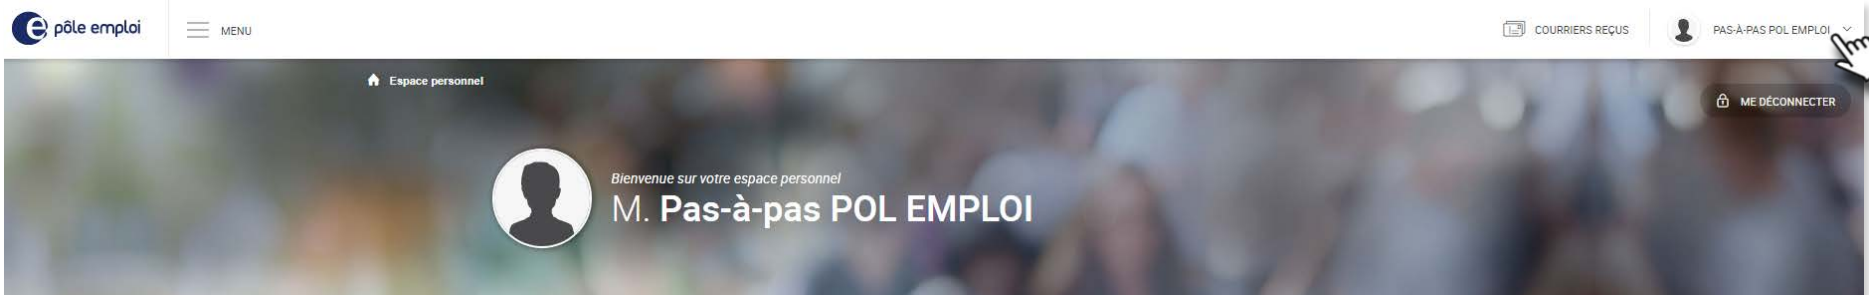 pôle emploi
MENU
COURRIERS REÇUS
PAS-À-PAS POL EMPLOI
Espace personnel
ME DÉCONNECTER
Bienvenue sur votre espace personnel
M. Pas-à-pas POL EMPLOI